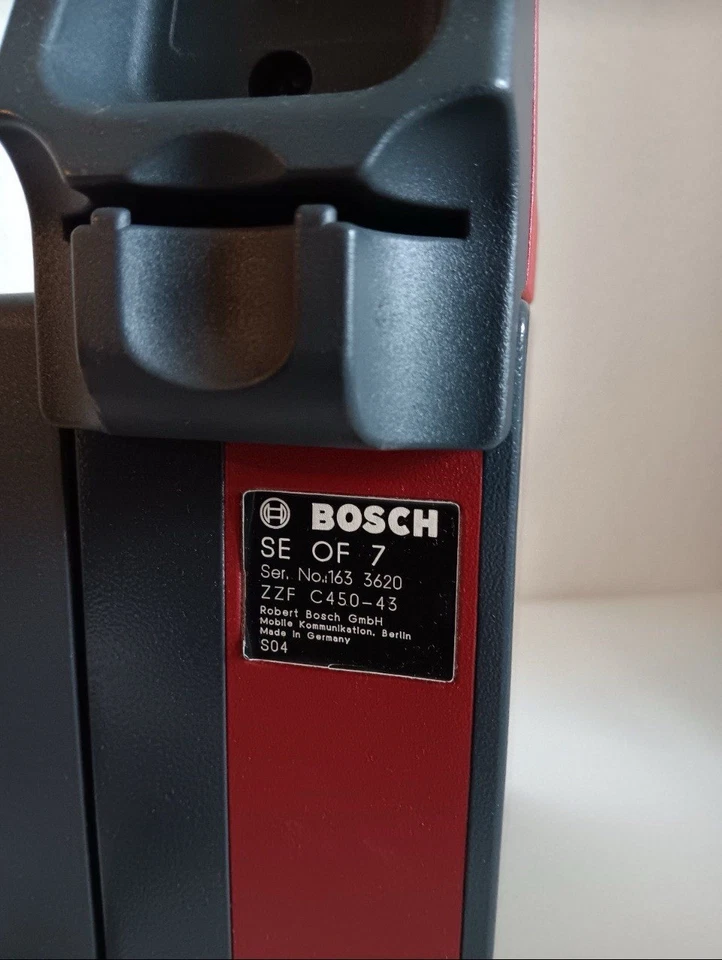 BOSCH
SE OF 7
Ser. No.:163 3620
ZZF C450-43
Robert Bosch GmbH
Mobile Kommunikation, Berlin
Made in Germany
S04